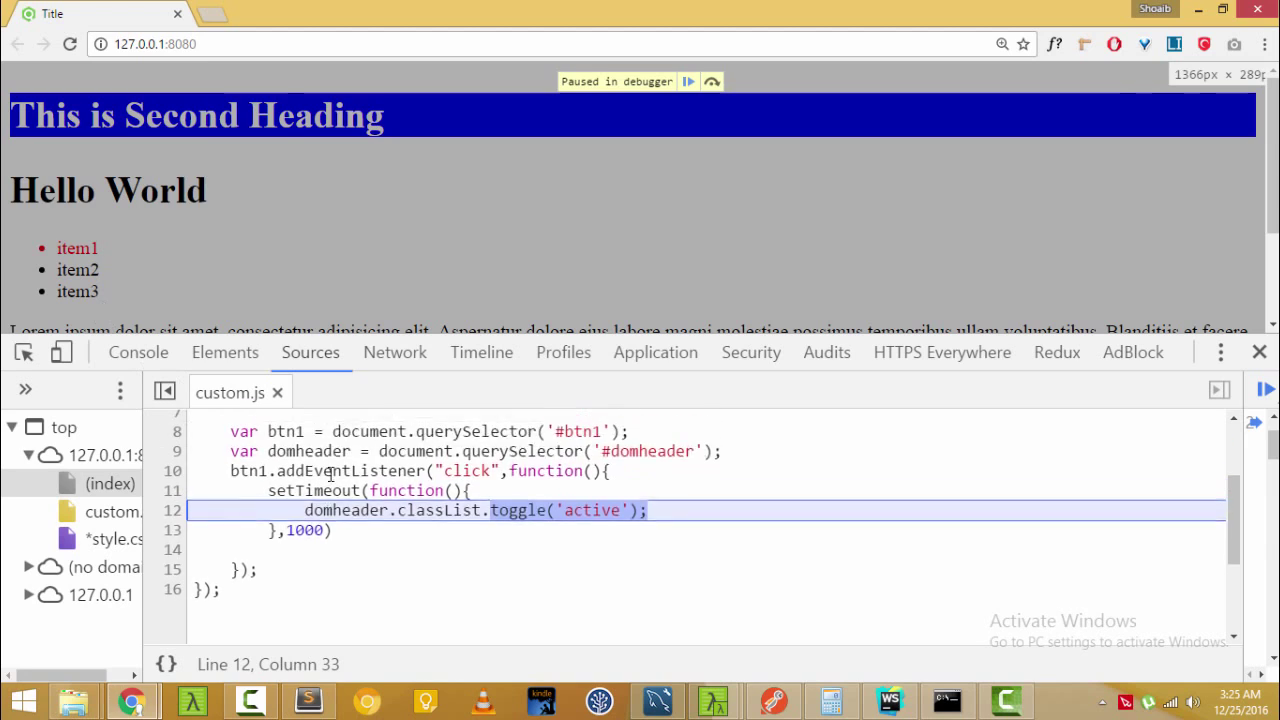 Title
Shoaib
127.0.0.1:8080
f?
LI
Paused in debugger
1366px × 289p
This is Second Heading
Hello World
item1
item2
item3
Lorem ipsum dolor sit amet, consectetur adipisicing elit. Aspernatur dolore eius labore magni molestiae possimus temporibus ullam voluptatibus. Blanditiis et facere
Console Elements Sources Network Timeline Profiles Application Security Audits HTTPS Everywhere Redux AdBlock
custom.js
top
127.0.0.1:8
(index)
custom.
*style.cs
(no doma
127.0.0.1
7
8 var btn1 = document.querySelector('#btn1');
9 var domheader = document.querySelector('#domheader');
10 btn1.addEventListener("click",function(){
11 setTimeout(function(){
12 domheader.classList.toggle('active');
13 },1000)
14
15 });
16 });
2
Activate Windows
Go to PC settings to activate Windows.
{} Line 12, Column 33
kindle
WS
3:25 AM
12/25/2016